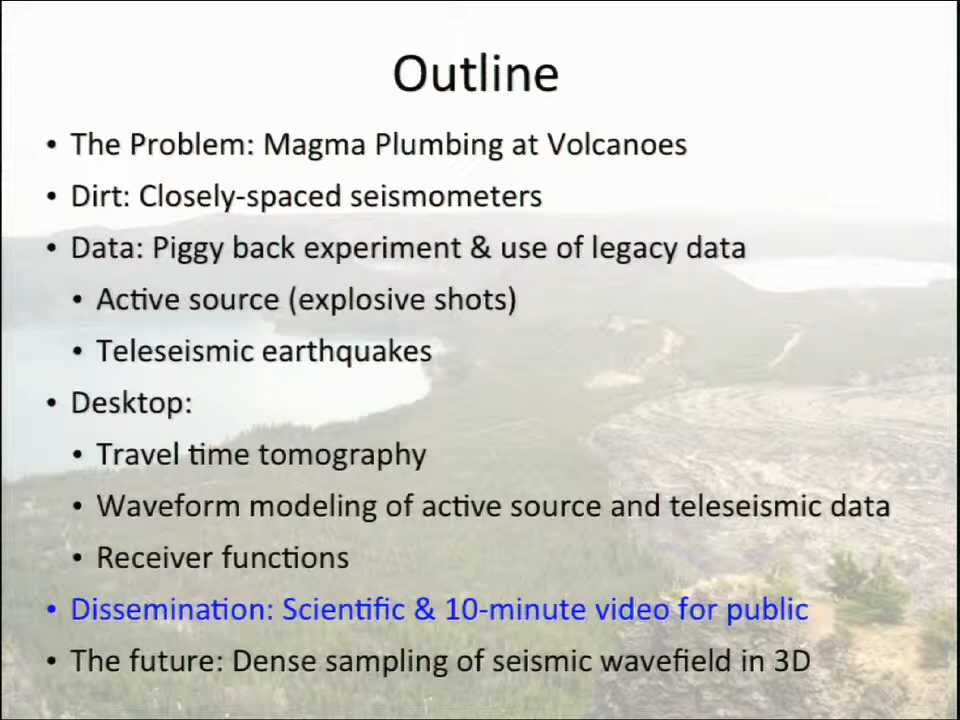 Outline
• The Problem: Magma Plumbing at Volcanoes
• Dirt: Closely-spaced seismometers
• Data: Piggy back experiment & use of legacy data
• Active source (explosive shots)
• Teleseismic earthquakes
• Desktop:
• Travel time tomography
• Waveform modeling of active source and teleseismic data
• Receiver functions
• Dissemination: Scientific & 10-minute video for public
• The future: Dense sampling of seismic wavefield in 3D